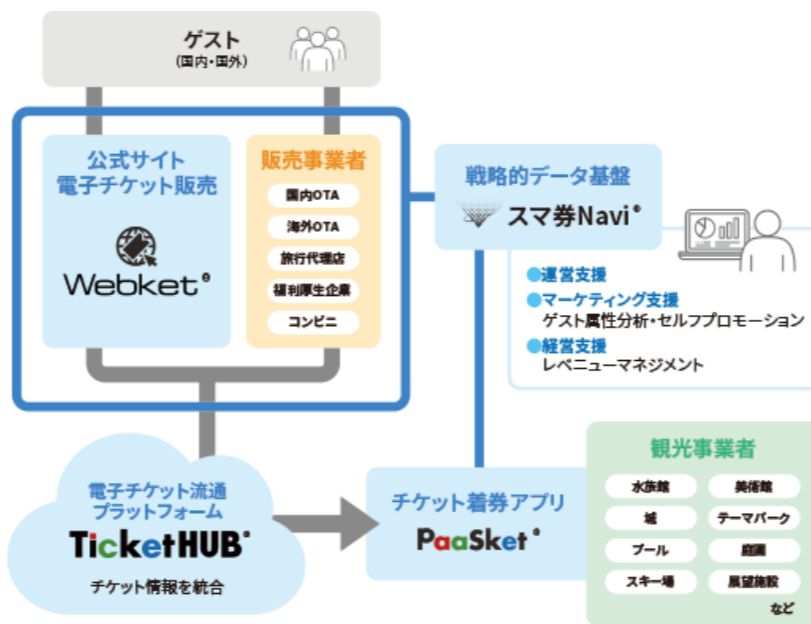 ゲスト
(国内・国外)
公式サイト
電子チケット販売
Webket®
販売事業者
国内OTA
海外OTA
旅行代理店
福利厚生企業
コンビニ
戦略的データ基盤
スマ券Navi®
●運営支援
●マーケティング支援
ゲスト属性分析・セルフプロモーション
●経営支援
レベニューマネジメント
電子チケット流通
プラットフォーム
TicketHUB®
チケット情報を統合
チケット着券アプリ
PaaSket®
観光事業者
水族館
美術館
城
テーマパーク
プール
庭園
スキー場
展望施設
など